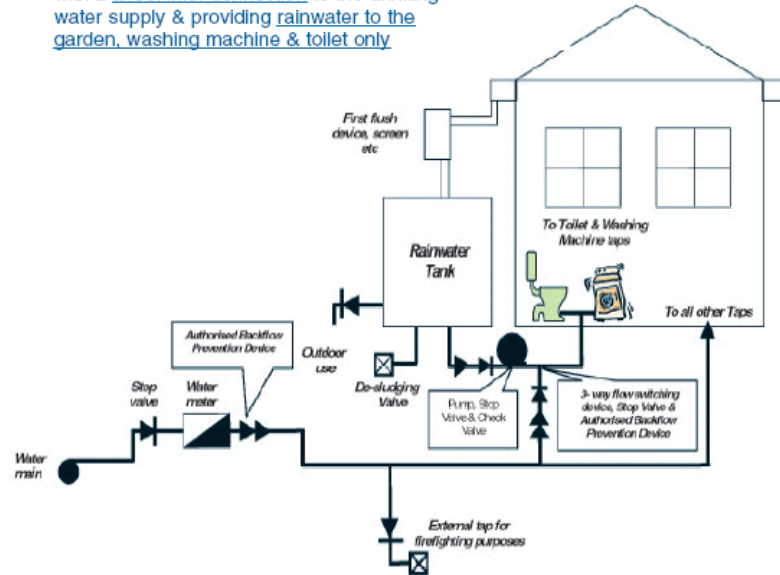 water supply & providing rainwater to the
garden, washing machine & toilet only
First flush
device, screen
etc
To Toilet & Washing
Machine taps
Rainwater
Tank
To all other Taps
Authorised Backflow
Prevention Device
Outdoor
use
De-sludging
Valve
Stop
valve
Water
meter
Pump, Stop
Valve & Check
Valve
3- way flow switching
device, Stop Valve &
Authorised Backflow
Prevention Device
Water
main
External tap for
firefighting purposes